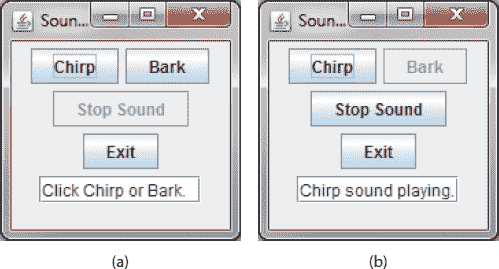 Soun...
Chirp Bark
Stop Sound
Exit
Click Chirp or Bark.
(a)
Soun...
Chirp Bark
Stop Sound
Exit
Chirp sound playing.
(b)